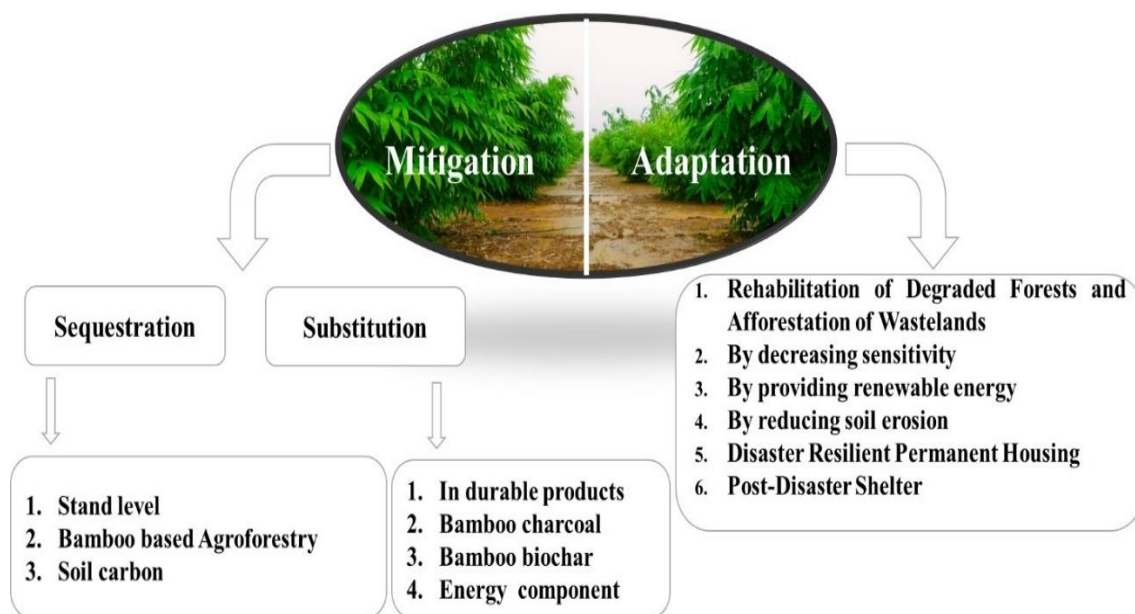 Mitigation
Adaptation
Sequestration
Substitution
1. Stand level
2. Bamboo based Agroforestry
3. Soil carbon
1. In durable products
2. Bamboo charcoal
3. Bamboo biochar
4. Energy component
1. Rehabilitation of Degraded Forests and
Afforestation of Wastelands
2. By decreasing sensitivity
3. By providing renewable energy
4. By reducing soil erosion
5. Disaster Resilient Permanent Housing
6. Post-Disaster Shelter